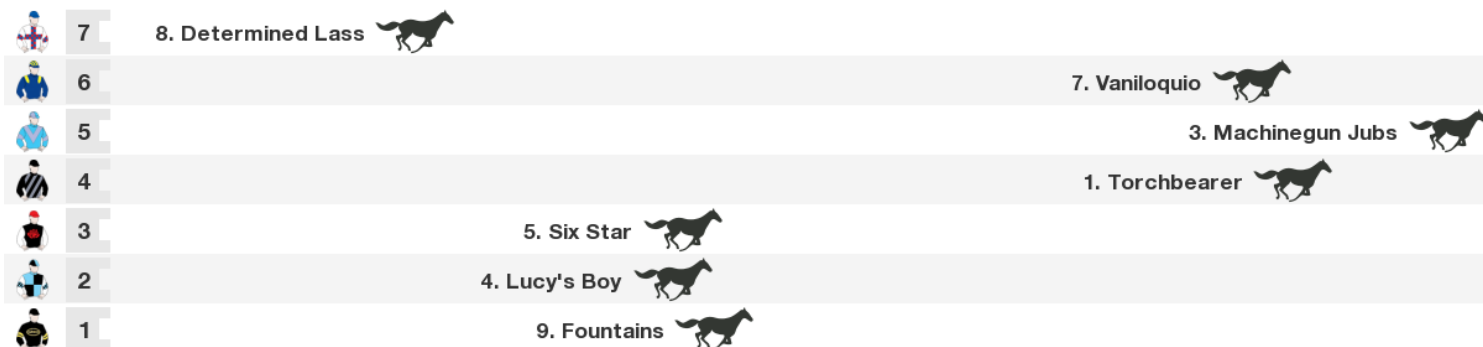 7 8. Determined Lass
6 7. Vaniloquio
5 3. Machinegun Jubs
4 1. Torchbearer
3 5. Six Star
2 4. Lucy's Boy
1 9. Fountains